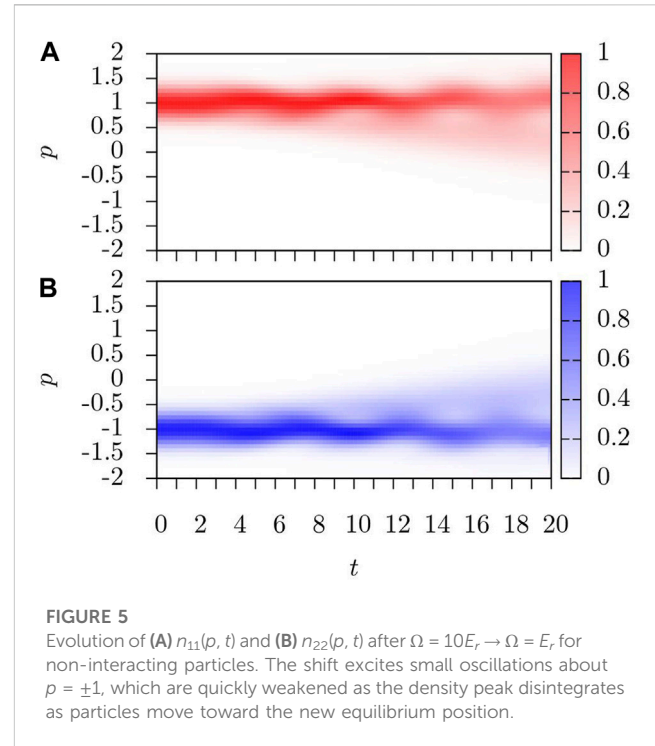 A
2
1.5
1
0.5
0
-0.5
-1
-1.5
-2
p
1
0.8
0.6
0.4
0.2
0
B
2
1.5
1
0.5
0
-0.5
-1
-1.5
-2
p
1
0.8
0.6
0.4
0.2
0
0 2 4 6 8 10 12 14 16 18 20
t
FIGURE 5
Evolution of (A) n₁₁(p, t) and (B) n₂₂(p, t) after Ω = 10Eᵣ → Ω = Eᵣ for
non-interacting particles. The shift excites small oscillations about
p = ±1, which are quickly weakened as the density peak disintegrates
as particles move toward the new equilibrium position.